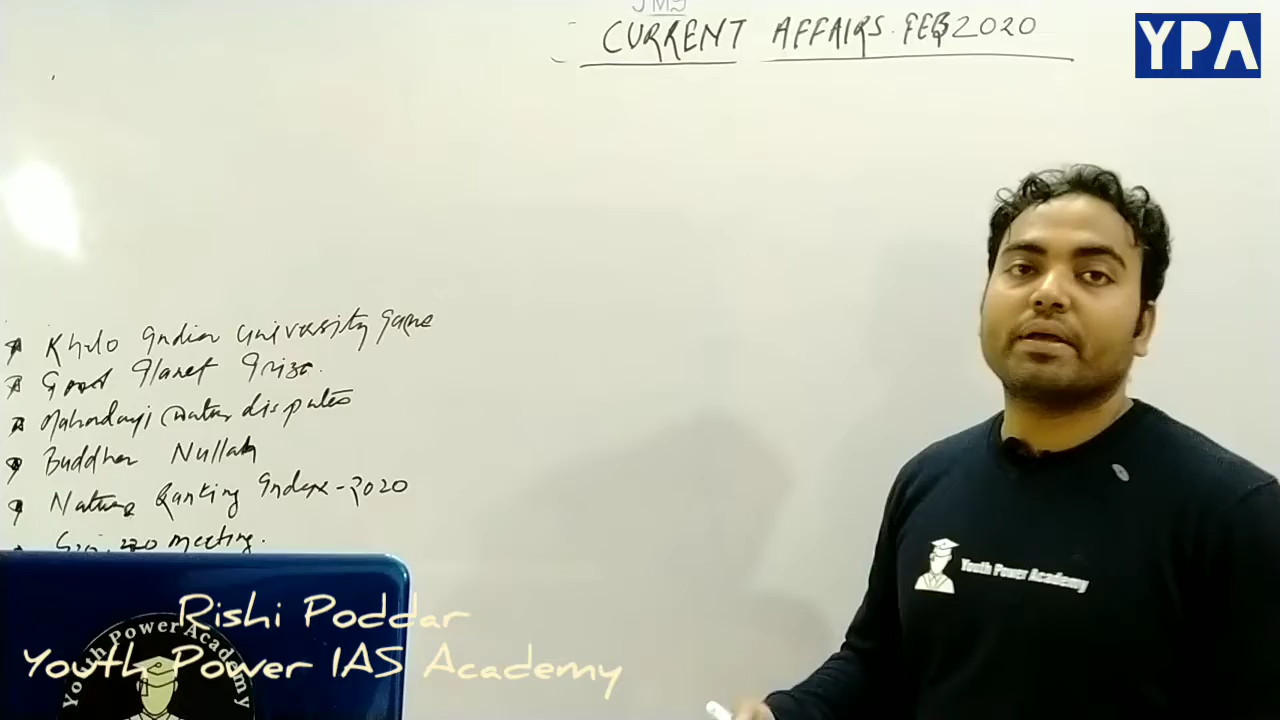 CURRENT AFFAIRS. FEB 2020
YPA
Khelo India University Game
Good Planet Prize.
Mahadayi Water disputes
Buddha Nullah
Nature Ranking Index-2020
meeting.
Youth Power Academy
Rishi Poddar
Youth Power IAS Academy
Youth Power Academy